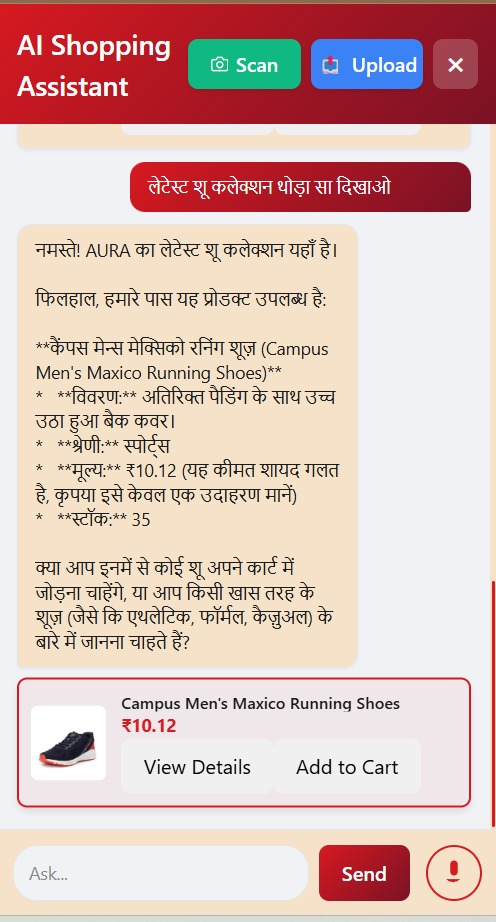 AI Shopping
Assistant
Scan
Upload
लेटेस्ट शू कलेक्शन थोड़ा सा दिखाओ
नमस्ते! AURA का लेटेस्ट शू कलेक्शन यहाँ है।
फिलहाल, हमारे पास यह प्रोडक्ट उपलब्ध है:
**कैंपस मेन्स मेक्सिको रनिंग शूज़ (Campus
Men's Maxico Running Shoes)**
* **विवरण:** अतिरिक्त पैडिंग के साथ उच्च
उठा हुआ बैक कवर।
* **श्रेणी:** स्पोर्ट्स
* **मूल्य:** ₹10.12 (यह कीमत शायद गलत
है, कृपया इसे केवल एक उदाहरण मानें)
* **स्टॉक:** 35
क्या आप इनमें से कोई शू अपने कार्ट में
जोड़ना चाहेंगे, या आप किसी खास तरह के
शूज़ (जैसे कि एथलेटिक, फॉर्मल, कैज़ुअल) के
बारे में जानना चाहते हैं?
Campus Men's Maxico Running Shoes
₹10.12
View Details
Add to Cart
Ask...
Send